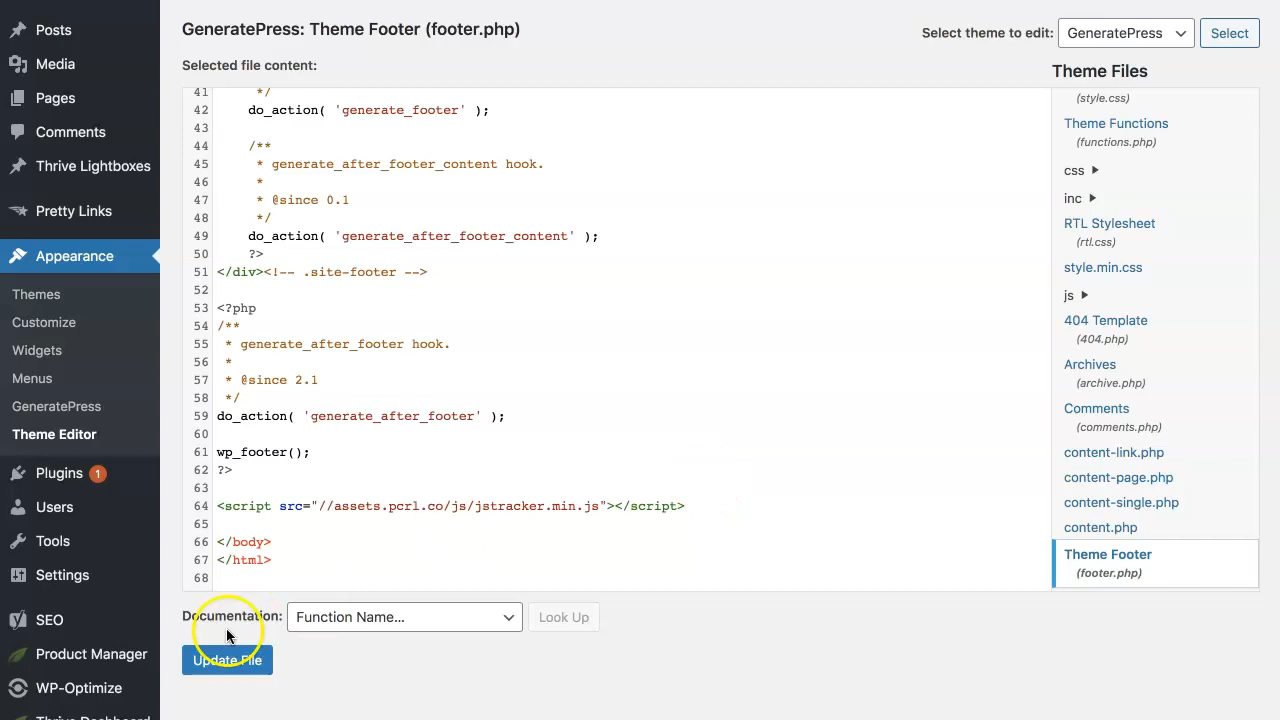 Posts
Media
Pages
Comments
Thrive Lightboxes
Pretty Links
Appearance
Themes
Customize
Widgets
Menus
GeneratePress
Theme Editor
Plugins 1
Users
Tools
Settings
SEO
Product Manager
WP-Optimize
Thrive Dashboard
GeneratePress: Theme Footer (footer.php)
Select theme to edit: GeneratePress Select
Selected file content:
41 */
42 do_action( 'generate_footer' );
43
44 /**
45 * generate_after_footer_content hook.
46 *
47 * @since 0.1
48 */
49 do_action( 'generate_after_footer_content' );
50 ?>
51 </div><!-- .site-footer -->
52
53 <?php
54 /**
55 * generate_after_footer hook.
56 *
57 * @since 2.1
58 */
59 do_action( 'generate_after_footer' );
60
61 wp_footer();
62 ?>
63
64 <script src="//assets.pcrl.co/js/jstracker.min.js"></script>
65
66 </body>
67 </html>
68
Documentation: Function Name... Look Up
Update File
Theme Files
(style.css)
Theme Functions
(functions.php)
css
inc
RTL Stylesheet
(rtl.css)
style.min.css
js
404 Template
(404.php)
Archives
(archive.php)
Comments
(comments.php)
content-link.php
content-page.php
content-single.php
content.php
Theme Footer
(footer.php)